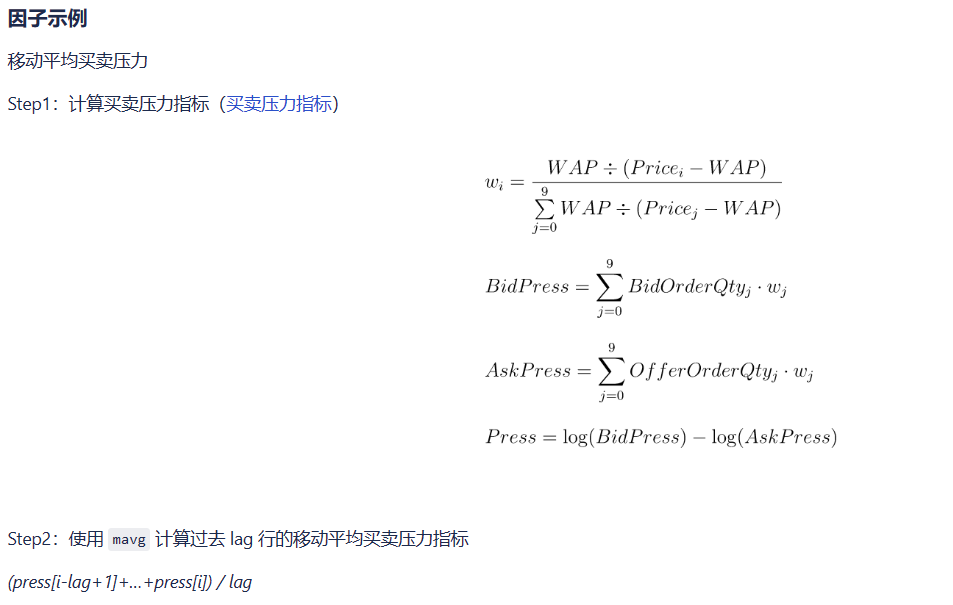 因子示例
移动平均买卖压力
Step1：计算买卖压力指标（买卖压力指标）
w_i = \frac{WAP ÷ (Price_i − WAP)}{\sum_{j=0}^{9} WAP ÷ (Price_j − WAP)}
BidPress = \sum_{j=0}^{9} BidOrderQty_j · w_j
AskPress = \sum_{j=0}^{9} OfferOrderQty_j · w_j
Press = log(BidPress) − log(AskPress)
Step2：使用 mavg 计算过去 lag 行的移动平均买卖压力指标
(press[i-lag+1]+...+press[i]) / lag